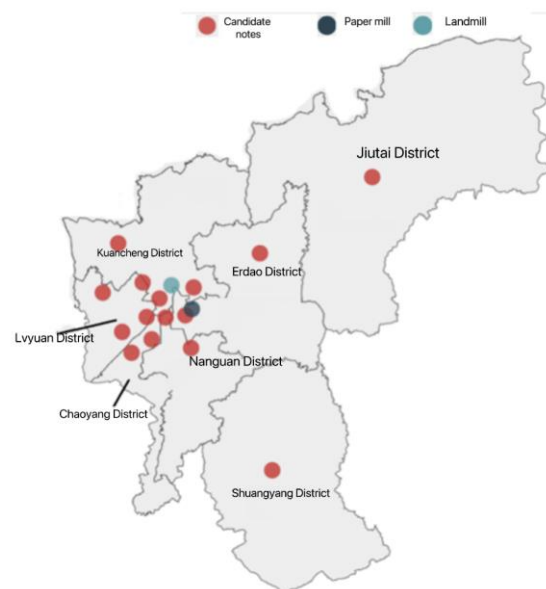 Candidate
notes
Paper mill
Landmill
Jiutai District
Kuancheng District
Erdao District
Lvyuan District
Nanguan District
Chaoyang District
Shuangyang District